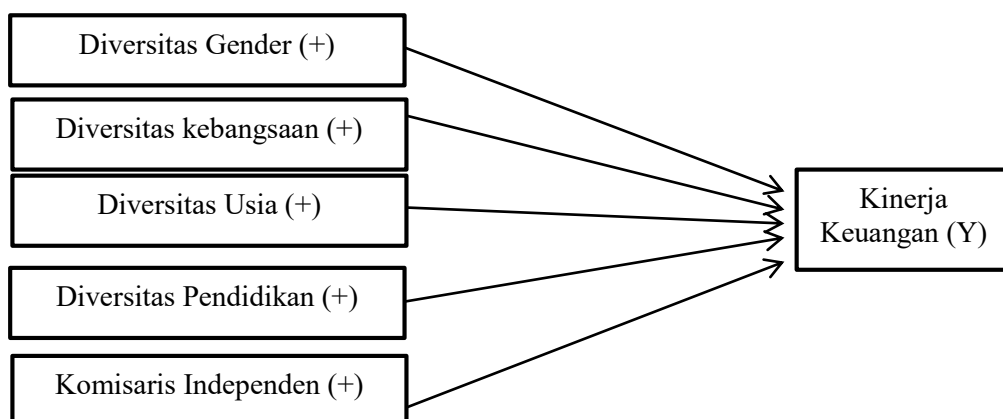 Diversitas Gender (+)
Diversitas kebangsaan (+)
Diversitas Usia (+)
Diversitas Pendidikan (+)
Komisaris Independen (+)
Kinerja
Keuangan (Y)